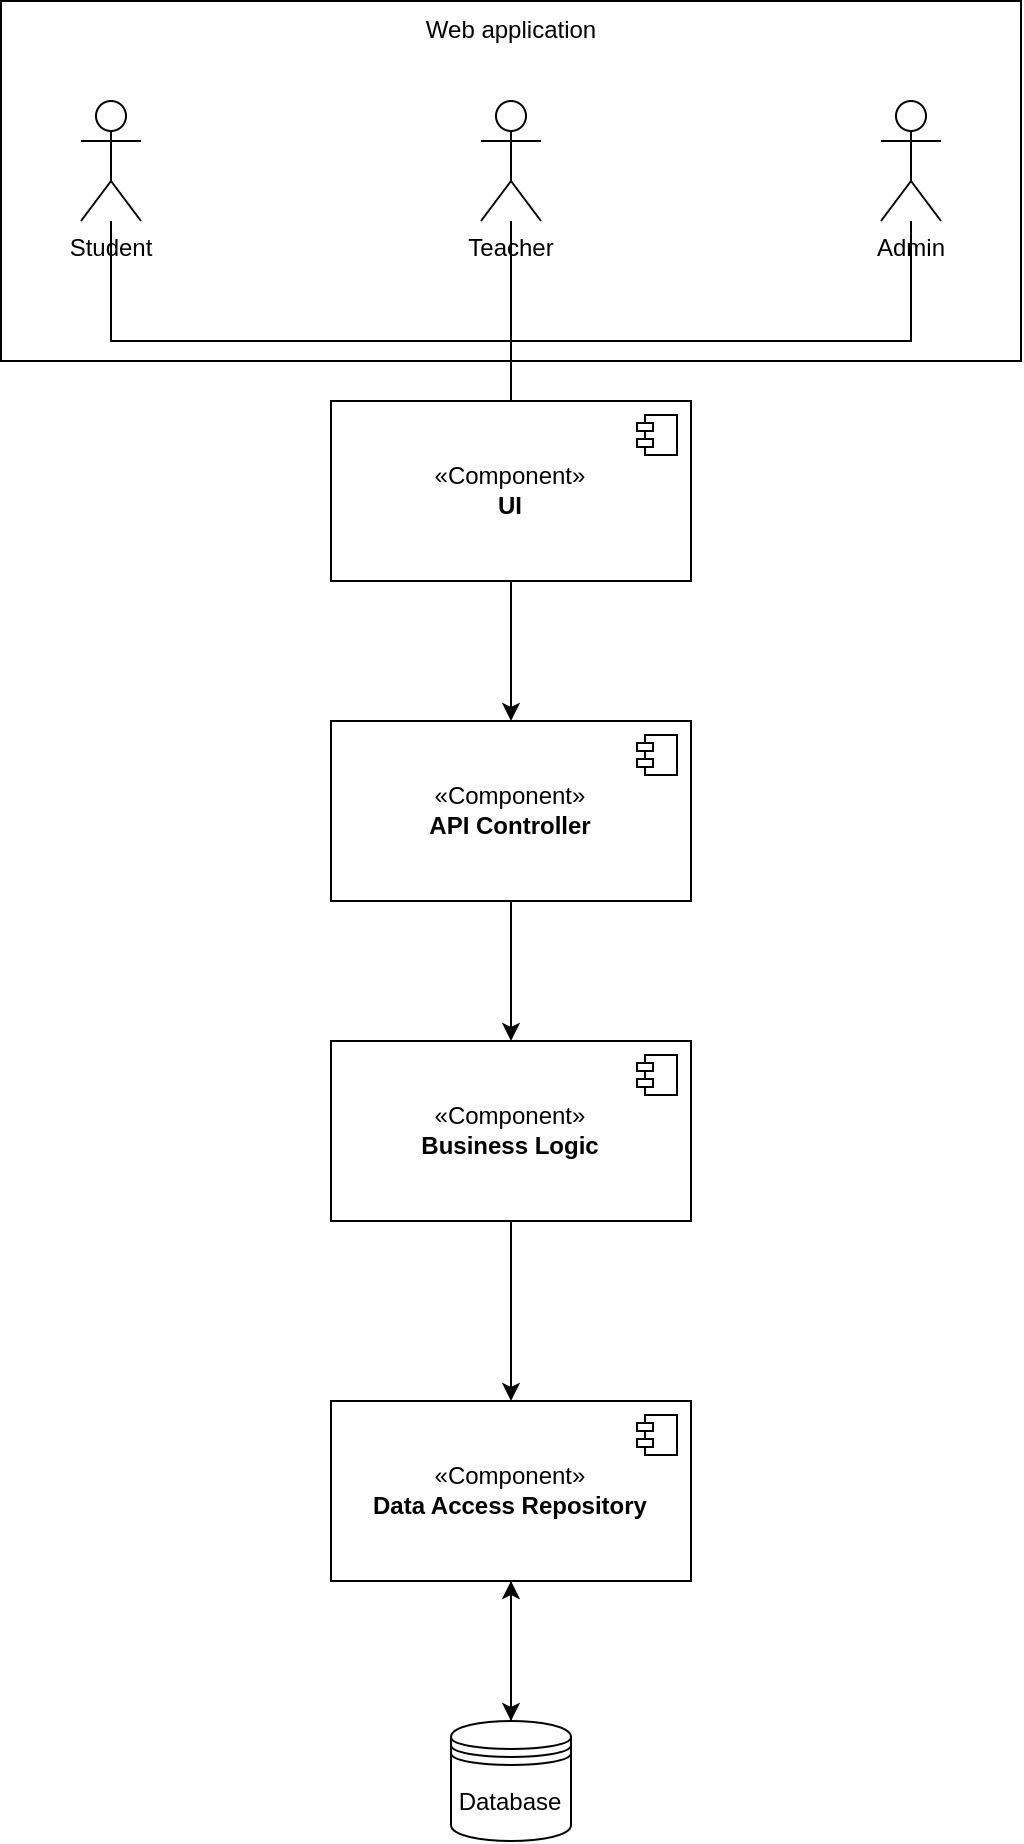 Web application
Student
Teacher
Admin
«Component»
UI
«Component»
API Controller
«Component»
Business Logic
«Component»
Data Access Repository
Database